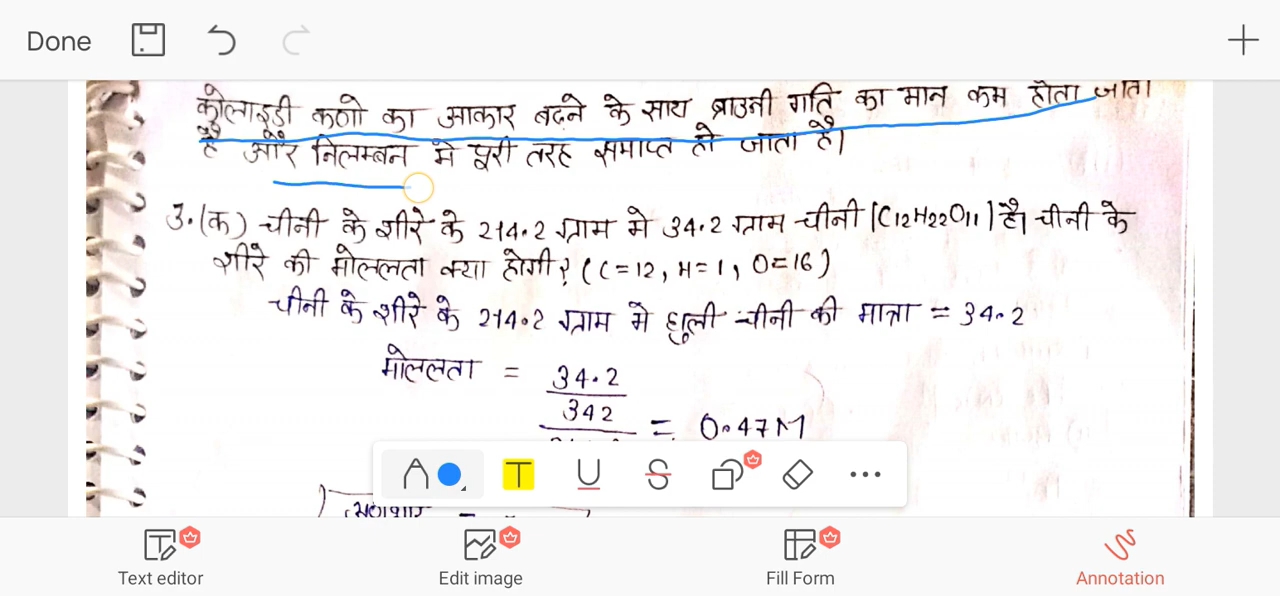 Done
कोलाइडी कणो का आकार बढ़ने के साथ ब्राउनी गति का मान कम होता जाता
है और निलम्बन मे पूरी तरह समाप्त हो जाता है।
3.(क) चीनी के शीरे के 214.2 ग्राम मे 34.2 ग्राम चीनी [C12H22O11] है। चीनी के
शीरे की मोललता क्या होगी? (C=12, H=1, O=16)
चीनी के शीरे के 214.2 ग्राम मे घुली चीनी की मात्रा = 34.2
मोललता = 34.2
342
= 0.47M
T U S
Text editor Edit image Fill Form Annotation